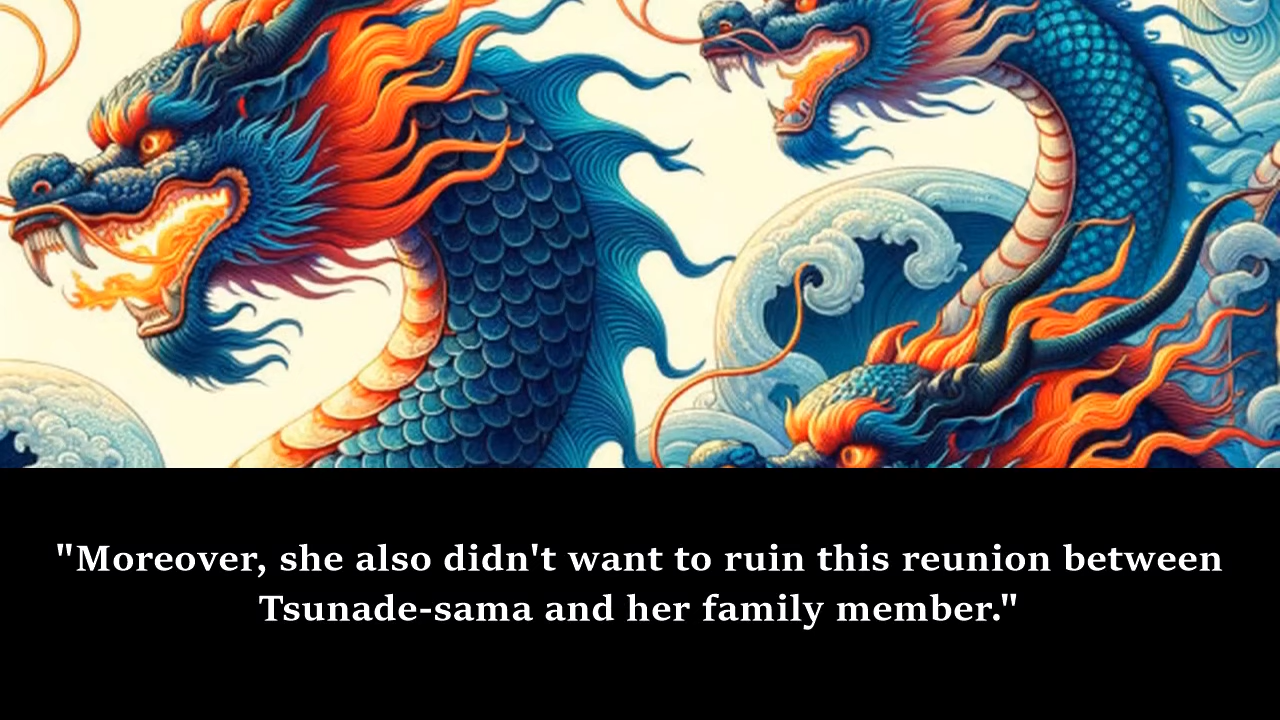 "Moreover, she also didn't want to ruin this reunion between
Tsunade-sama and her family member."